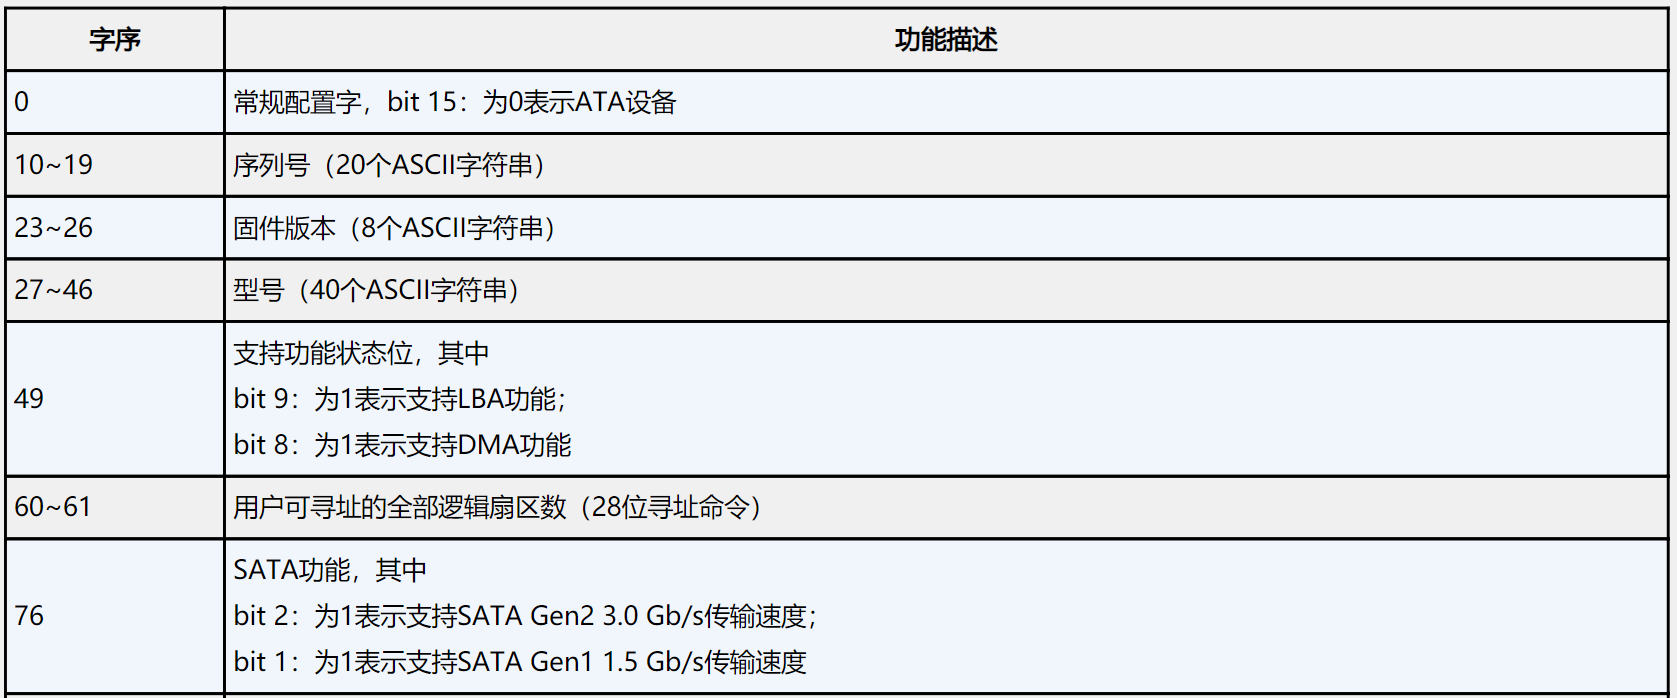 字序 功能描述
0 常规配置字，bit 15：为0表示ATA设备
10~19 序列号（20个ASCII字符串）
23~26 固件版本（8个ASCII字符串）
27~46 型号（40个ASCII字符串）
支持功能状态位，其中
49 bit 9：为1表示支持LBA功能；
bit 8：为1表示支持DMA功能
60~61 用户可寻址的全部逻辑扇区数（28位寻址命令）
SATA功能，其中
76 bit 2：为1表示支持SATA Gen2 3.0 Gb/s传输速度；
bit 1：为1表示支持SATA Gen1 1.5 Gb/s传输速度